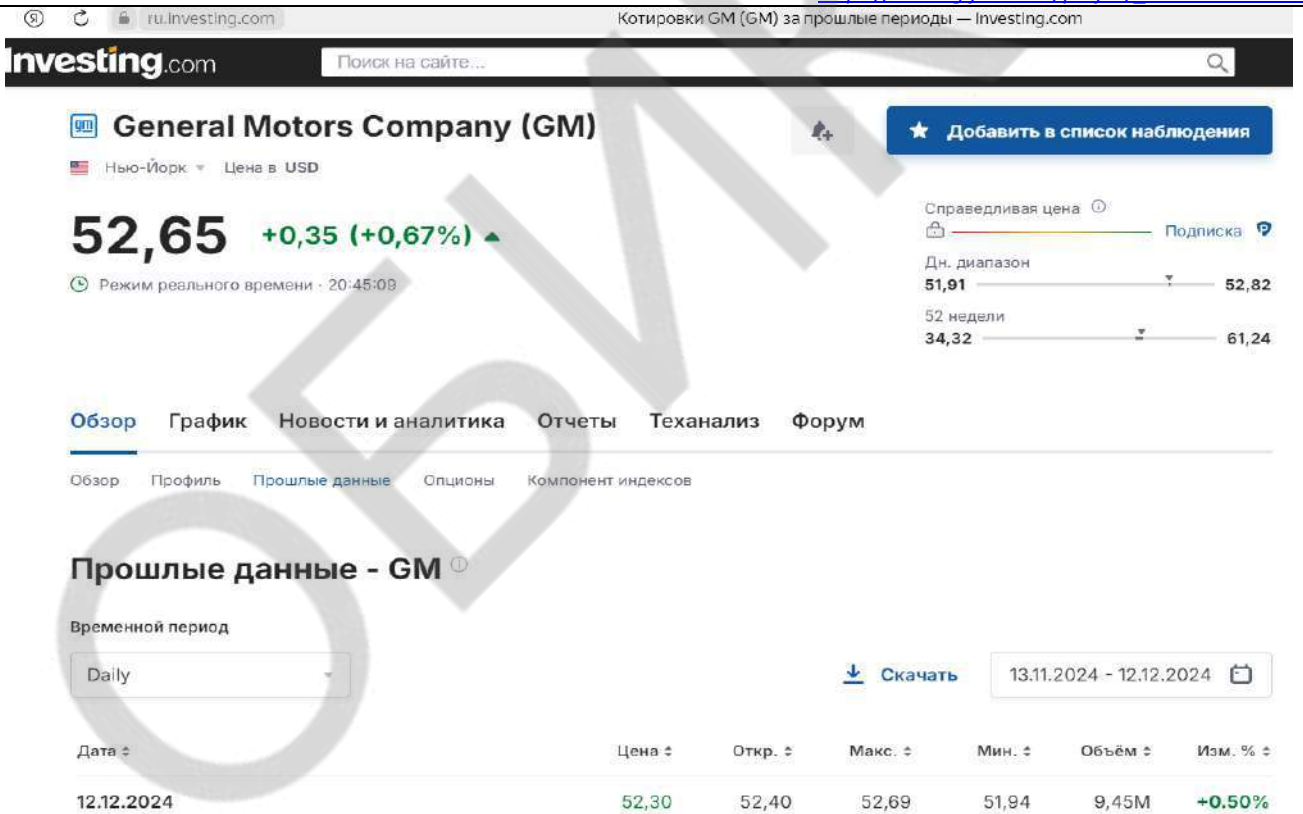 ru.investing.com Котировки GM (GM) за прошлые периоды — Investing.com
Investing.com Поиск на сайте...
gm General Motors Company (GM) Добавить в список наблюдения
Нью-Йорк Цена в USD
52,65 +0,35 (+0,67%)
Режим реального времени · 20:45:09
Справедливая цена
Подписка
Дн. диапазон
51,91 52,82
52 недели
34,32 61,24
Обзор График Новости и аналитика Отчеты Теханализ Форум
Обзор Профиль Прошлые данные Опционы Компонент индексов
Прошлые данные - GM
Временной период
Daily Скачать 13.11.2024 - 12.12.2024
Дата Цена Откр. Макс. Мин. Объём Изм. %
12.12.2024 52,30 52,40 52,69 51,94 9,45M +0.50%
ОБИК